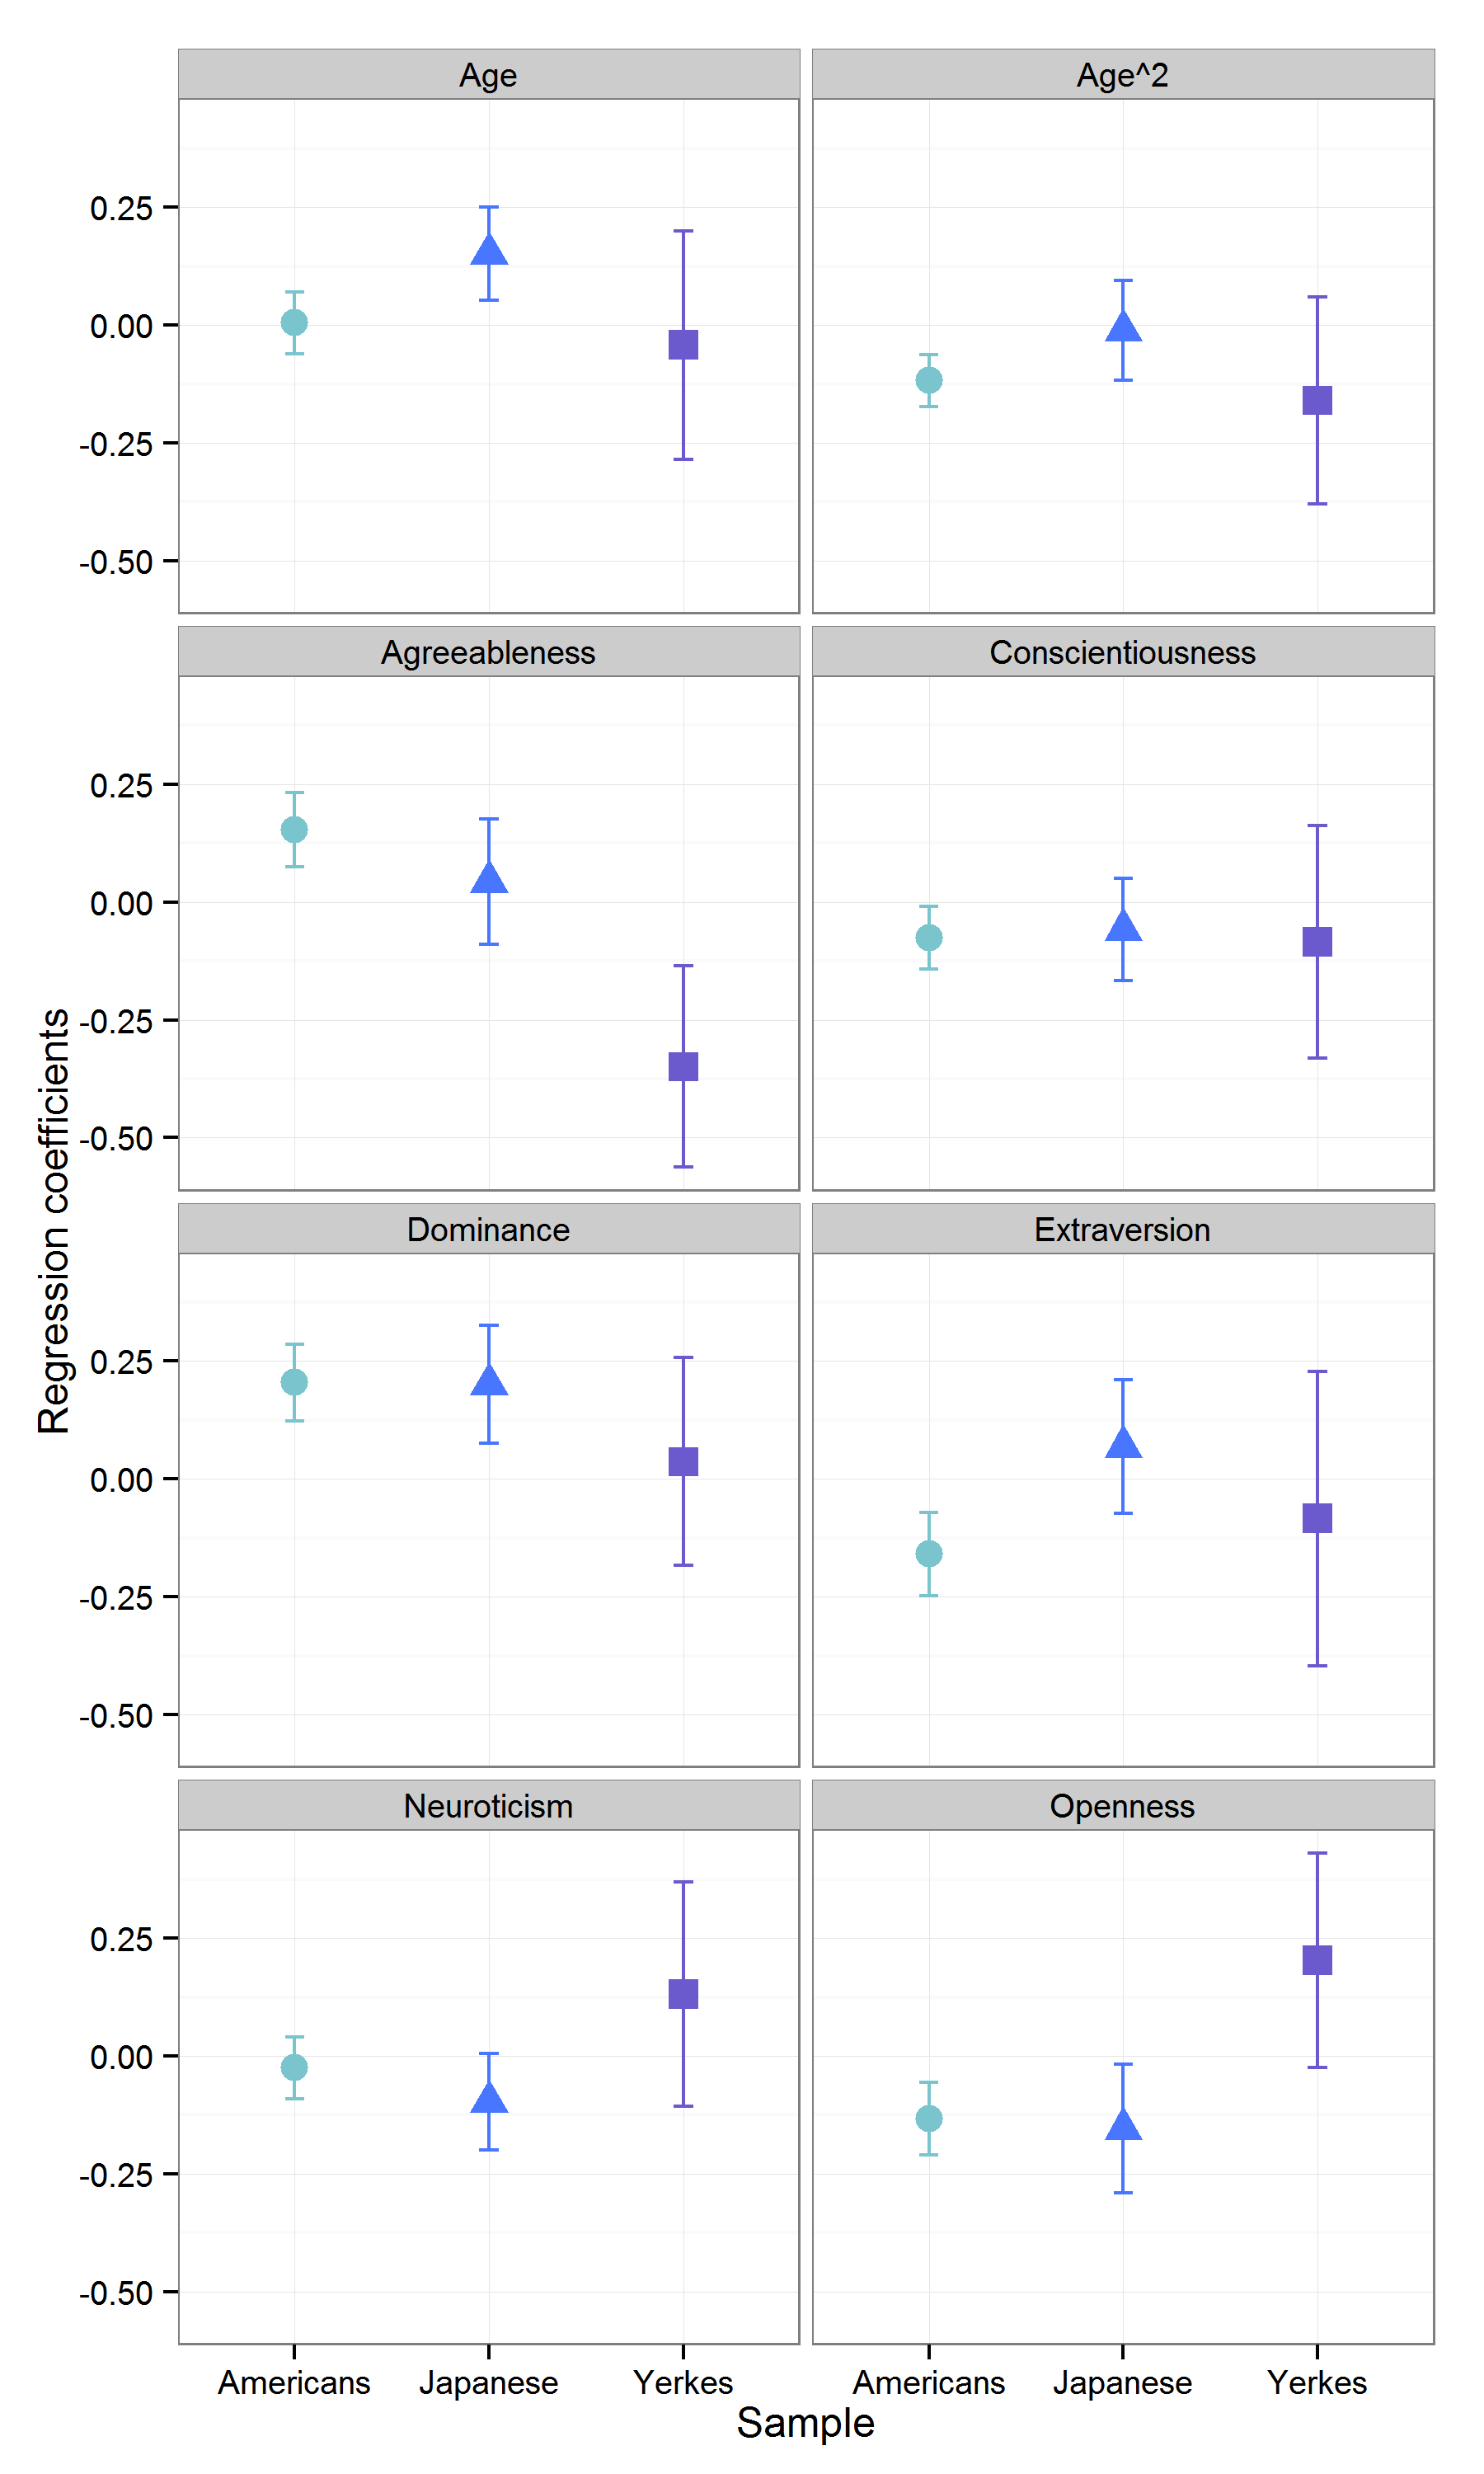 Age Age^2
0.25
0.00
-0.25
-0.50
Agreeableness Conscientiousness
0.25
0.00
-0.25
-0.50
Dominance Extraversion
0.25
0.00
-0.25
-0.50
Neuroticism Openness
0.25
0.00
-0.25
-0.50
Regression coefficients
Americans Japanese Yerkes Americans Japanese Yerkes
Sample